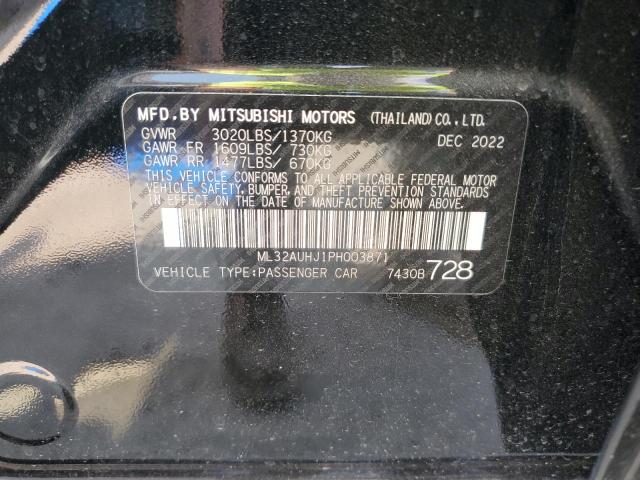 MFD.BY MITSUBISHI MOTORS (THAILAND)CO.,LTD.
GVWR 3020LBS/1370KG DEC 2022
GAWR FR 1609LBS/ 730KG
GAWR RR 1477LBS/ 670KG
THIS VEHICLE CONFORMS TO ALL APPLICABLE FEDERAL MOTOR
VEHICLE SAFETY, BUMPER, AND THEFT PREVENTION STANDARDS
IN EFFECT ON THE DATE OF MANUFACTURE SHOWN ABOVE.
ML32AUHJ1PH003871
VEHICLE TYPE:PASSENGER CAR 7430B 728